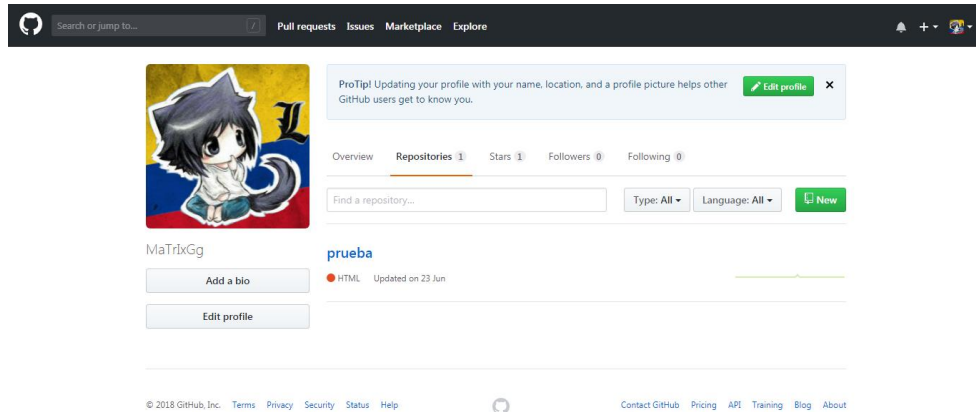 Search or jump to... / Pull requests Issues Marketplace Explore
ProTip! Updating your profile with your name, location, and a profile picture helps other
GitHub users get to know you.
Edit profile
L
Overview Repositories 1 Stars 1 Followers 0 Following 0
Find a repository... Type: All Language: All New
MaTrIxGg
prueba
Add a bio
HTML Updated on 23 Jun
Edit profile
© 2018 GitHub, Inc. Terms Privacy Security Status Help Contact GitHub Pricing API Training Blog About